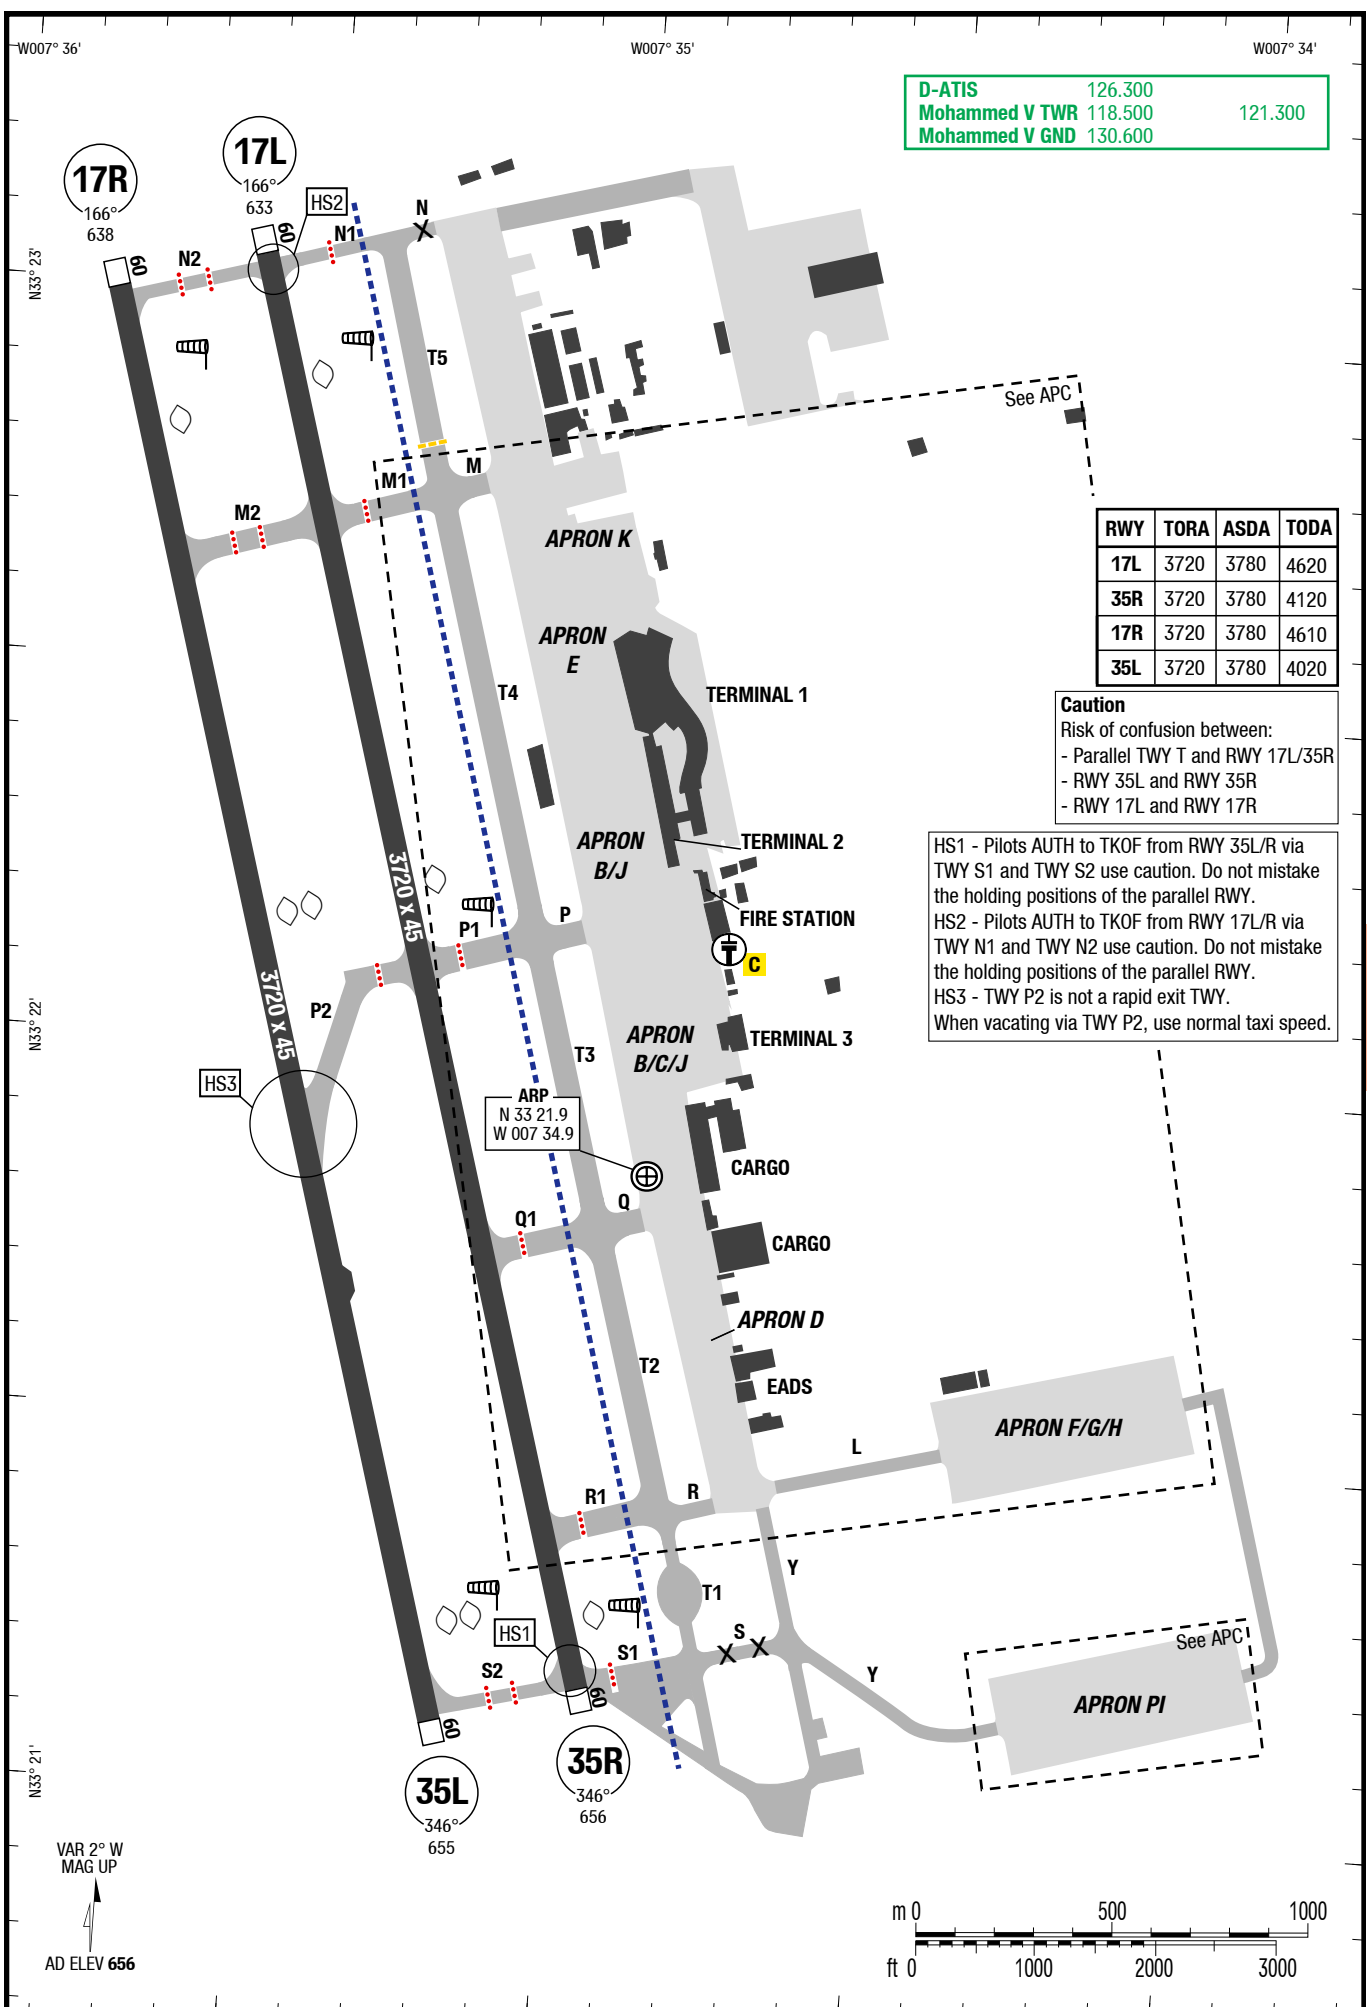 W007° 36'
W007° 35'
W007° 34'
D-ATIS 126.300
Mohammed V TWR 118.500 121.300
Mohammed V GND 130.600
17L
166°
633
17R
166°
638
HS2
N
N1
N2
60
60
N33° 23'
T5
See APC
M
M1
M2
APRON K
RWY TORA ASDA TODA
17L 3720 3780 4620
35R 3720 3780 4120
17R 3720 3780 4610
35L 3720 3780 4020
APRON
E
T4
TERMINAL 1
Caution
Risk of confusion between:
- Parallel TWY T and RWY 17L/35R
- RWY 35L and RWY 35R
- RWY 17L and RWY 17R
APRON
B/J
TERMINAL 2
HS1 - Pilots AUTH to TKOF from RWY 35L/R via
TWY S1 and TWY S2 use caution. Do not mistake
the holding positions of the parallel RWY.
HS2 - Pilots AUTH to TKOF from RWY 17L/R via
TWY N1 and TWY N2 use caution. Do not mistake
the holding positions of the parallel RWY.
HS3 - TWY P2 is not a rapid exit TWY.
When vacating via TWY P2, use normal taxi speed.
3720 x 45
P
P1
FIRE STATION
C
3720 x 45
P2
N33° 22'
APRON
B/C/J
TERMINAL 3
T3
HS3
ARP
N 33 21.9
W 007 34.9
CARGO
Q
Q1
CARGO
APRON D
T2
EADS
APRON F/G/H
L
R1
R
Y
T1
HS1
S
S1
S2
See APC
Y
60
60
APRON PI
35R
346°
656
35L
346°
655
N33° 21'
VAR 2° W
MAG UP
AD ELEV 656
m 0 500 1000
ft 0 1000 2000 3000